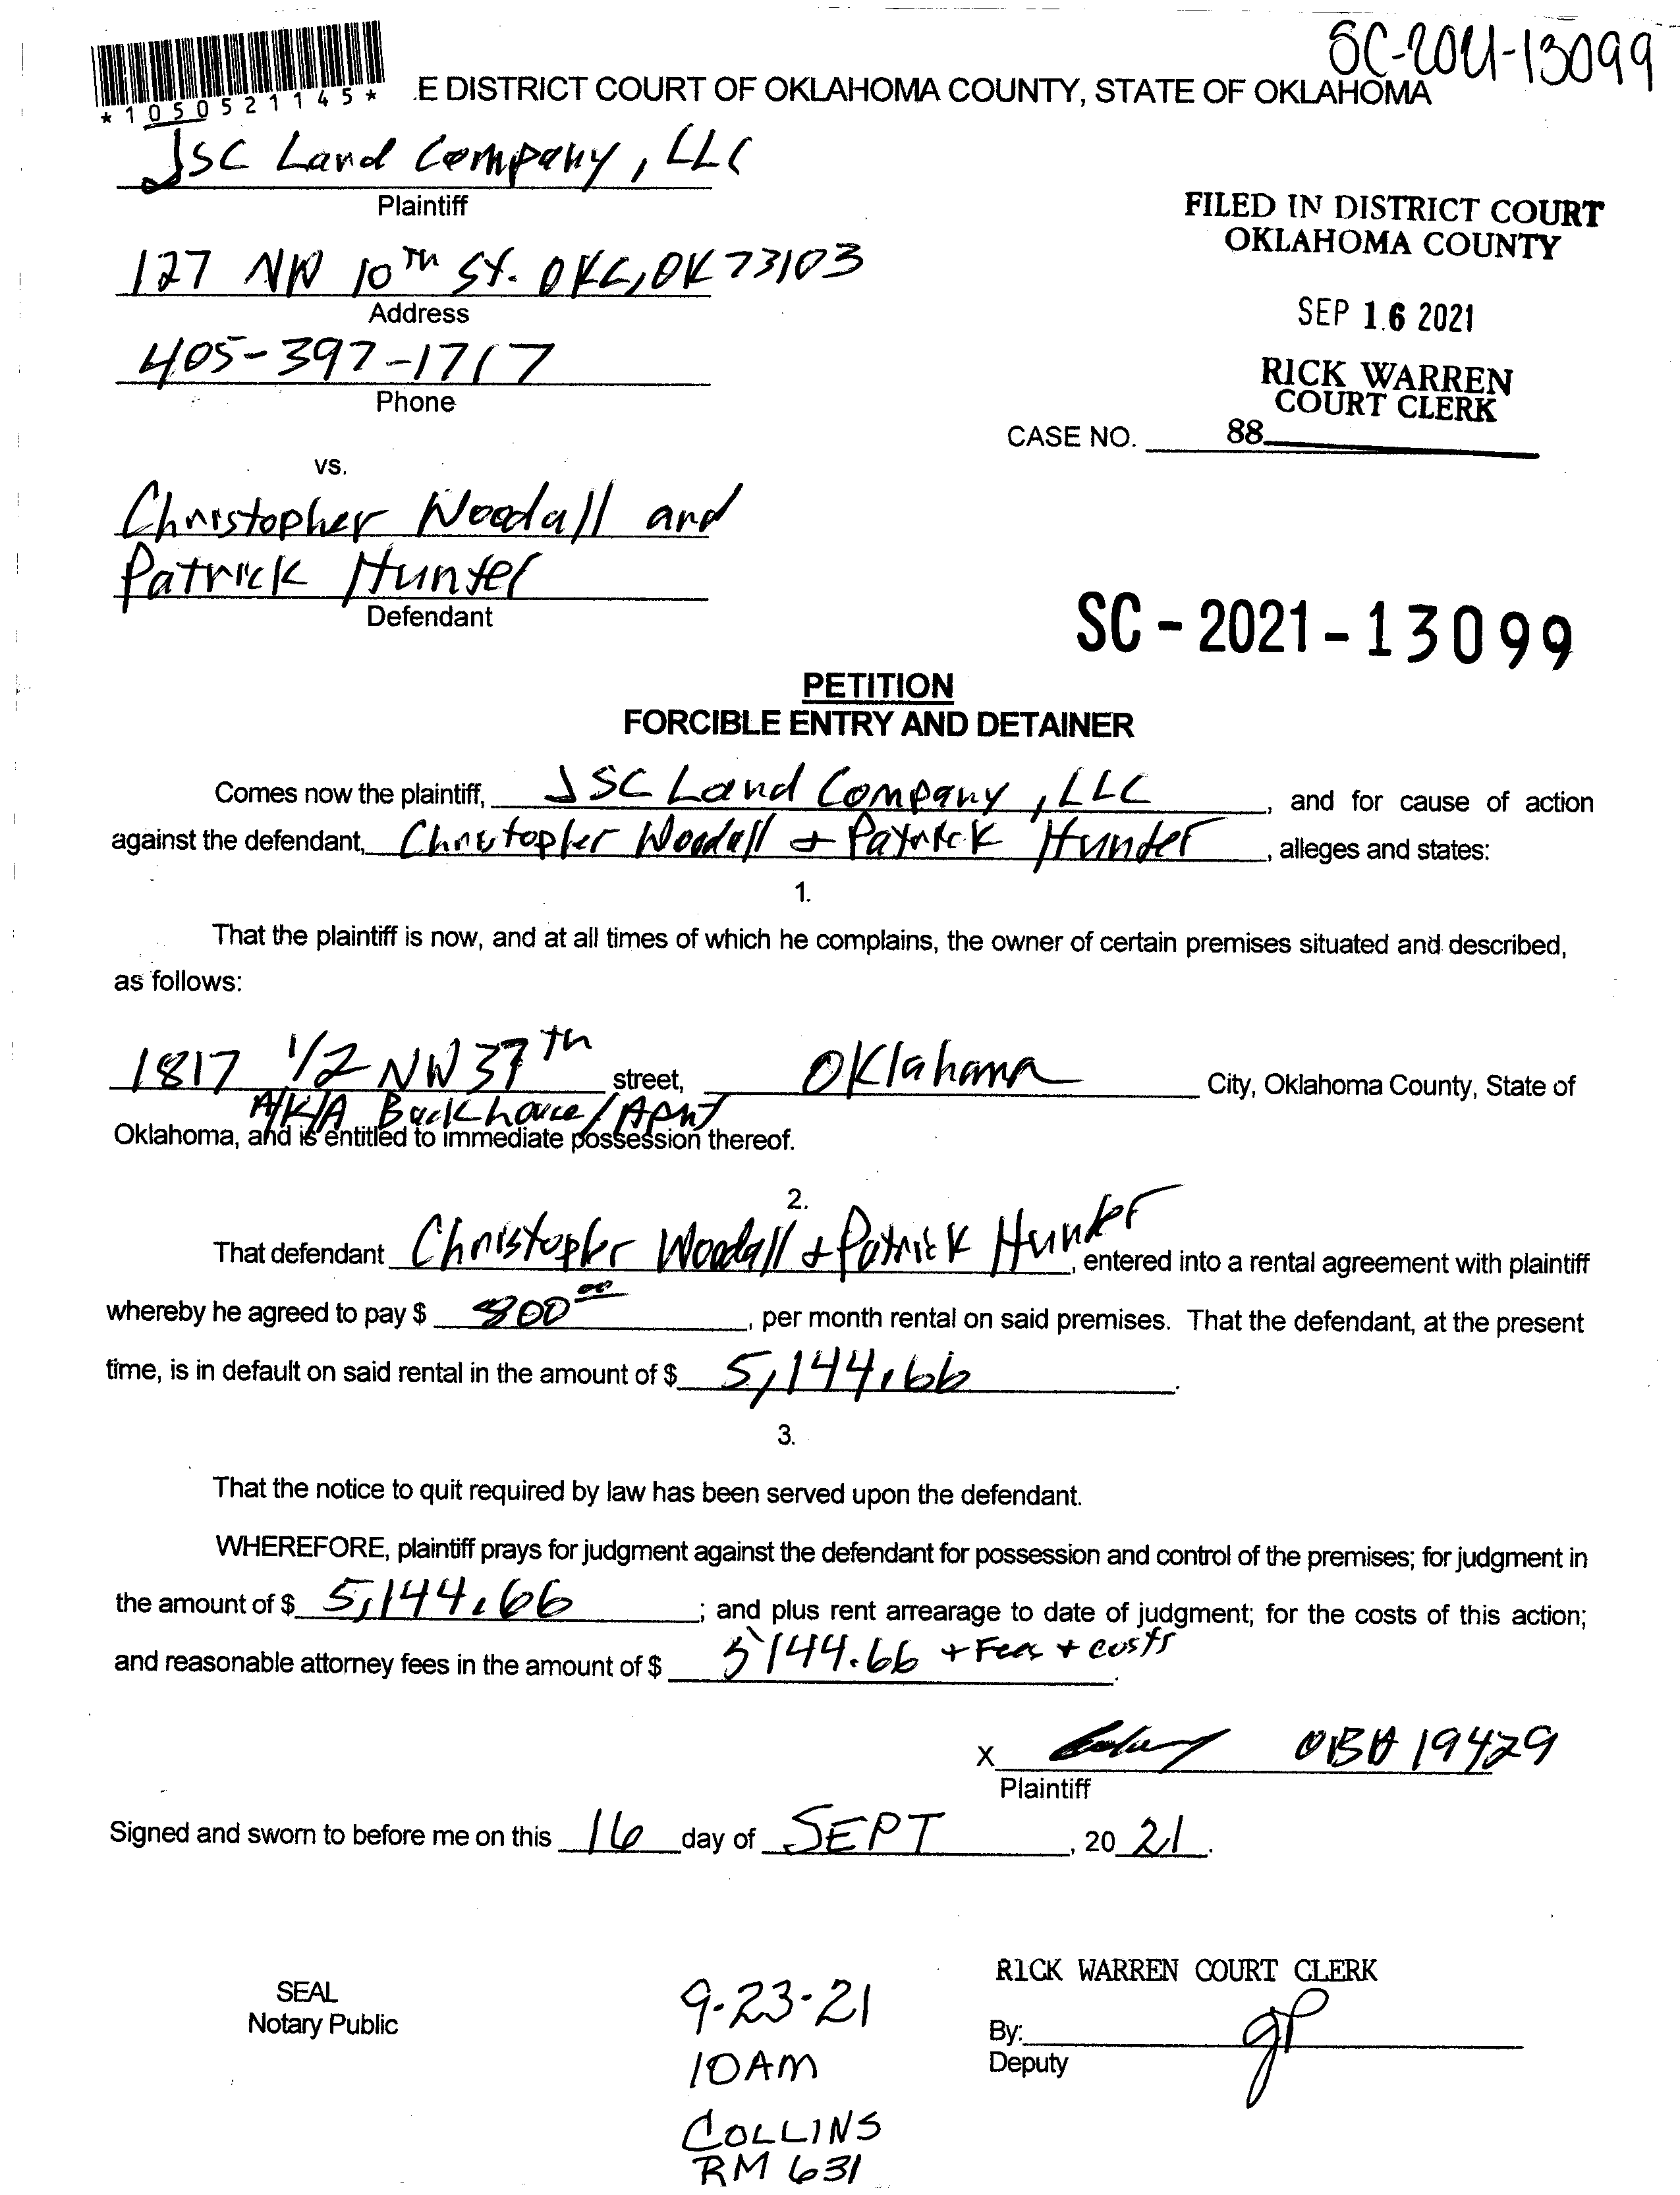 SC-2021-13099
*1050521145*
.E DISTRICT COURT OF OKLAHOMA COUNTY, STATE OF OKLAHOMA
JSC Land Company, LLC
Plaintiff
FILED IN DISTRICT COURT
OKLAHOMA COUNTY
127 NW 10th St. OKC, OK 73103
Address
SEP 16 2021
405-397-1717
Phone
RICK WARREN
COURT CLERK
CASE NO. 88
vs.
Christopher Woodall and
Patrick Hunter
Defendant
SC-2021-13099
PETITION
FORCIBLE ENTRY AND DETAINER
Comes now the plaintiff, JSC Land Company, LLC, and for cause of action
against the defendant, Christopher Woodall + Patrick Hunter, alleges and states:
1.
That the plaintiff is now, and at all times of which he complains, the owner of certain premises situated and described,
as follows:
1817 1/2 NW 37th street, Oklahoma City, Oklahoma County, State of
A/K/A Backhouse/Apmt
Oklahoma, and is entitled to immediate possession thereof.
2.
That defendant Christopher Woodall + Patrick Hunter, entered into a rental agreement with plaintiff
whereby he agreed to pay $ 800.00, per month rental on said premises. That the defendant, at the present
time, is in default on said rental in the amount of $ 5,144.66.
3.
That the notice to quit required by law has been served upon the defendant.
WHEREFORE, plaintiff prays for judgment against the defendant for possession and control of the premises; for judgment in
the amount of $ 5,144.66; and plus rent arrearage to date of judgment; for the costs of this action;
and reasonable attorney fees in the amount of $ 5144.66 + Fees + costs.
X OBA 19429
Plaintiff
Signed and sworn to before me on this 16 day of SEPT, 20 21.
SEAL
Notary Public
9-23-21
10AM
COLLINS
RM 631
RICK WARREN COURT CLERK
By: gP
Deputy